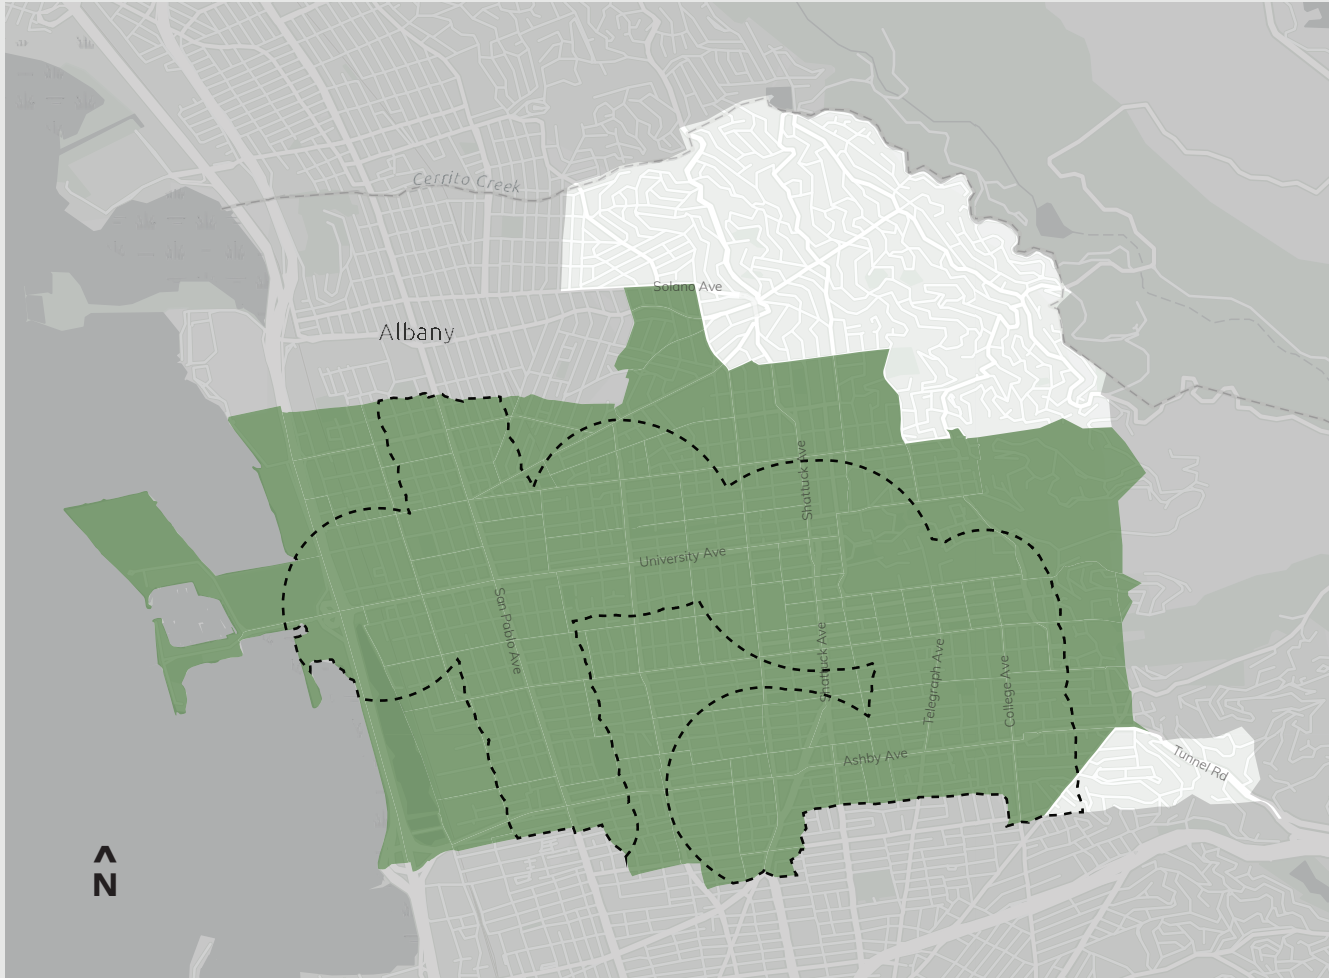 Cerrito Creek
Solano Ave
Albany
Shattuck Ave
University Ave
San Pablo Ave
Shattuck Ave
Telegraph Ave
College Ave
Ashby Ave
Tunnel Rd
N